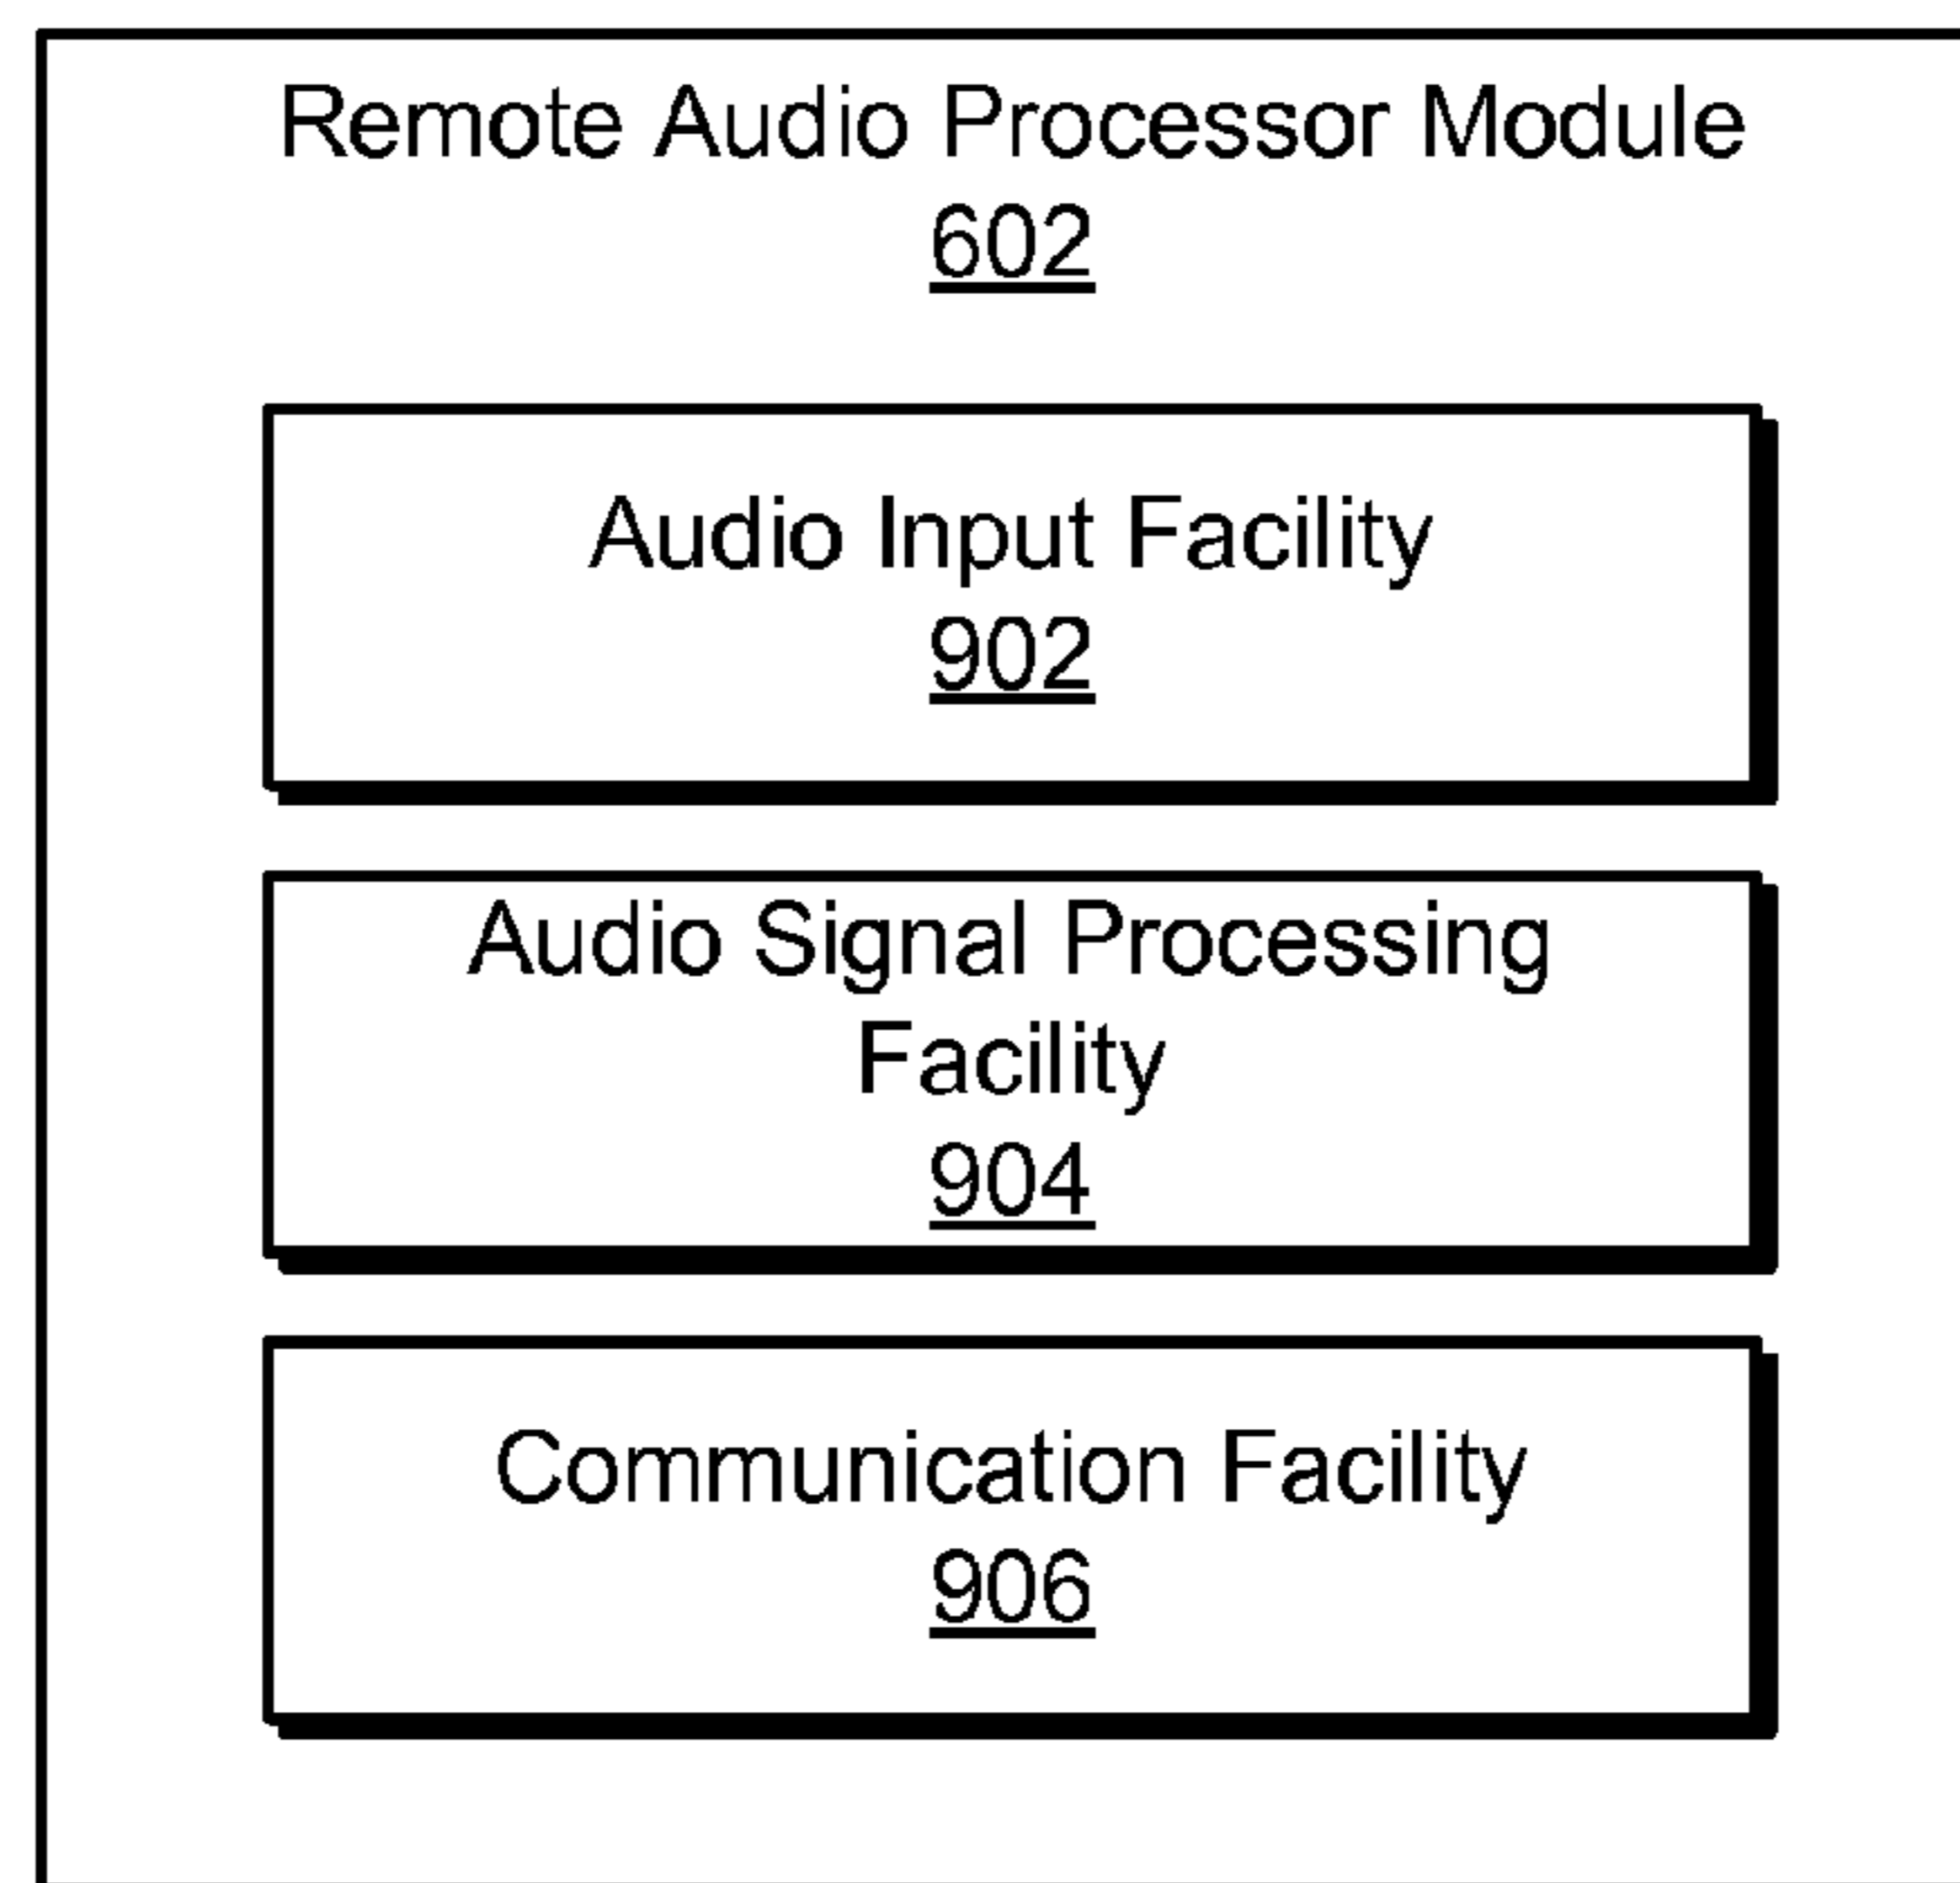 Remote Audio Processor Module
602
Audio Input Facility
902
Audio Signal Processing
Facility
904
Communication Facility
906